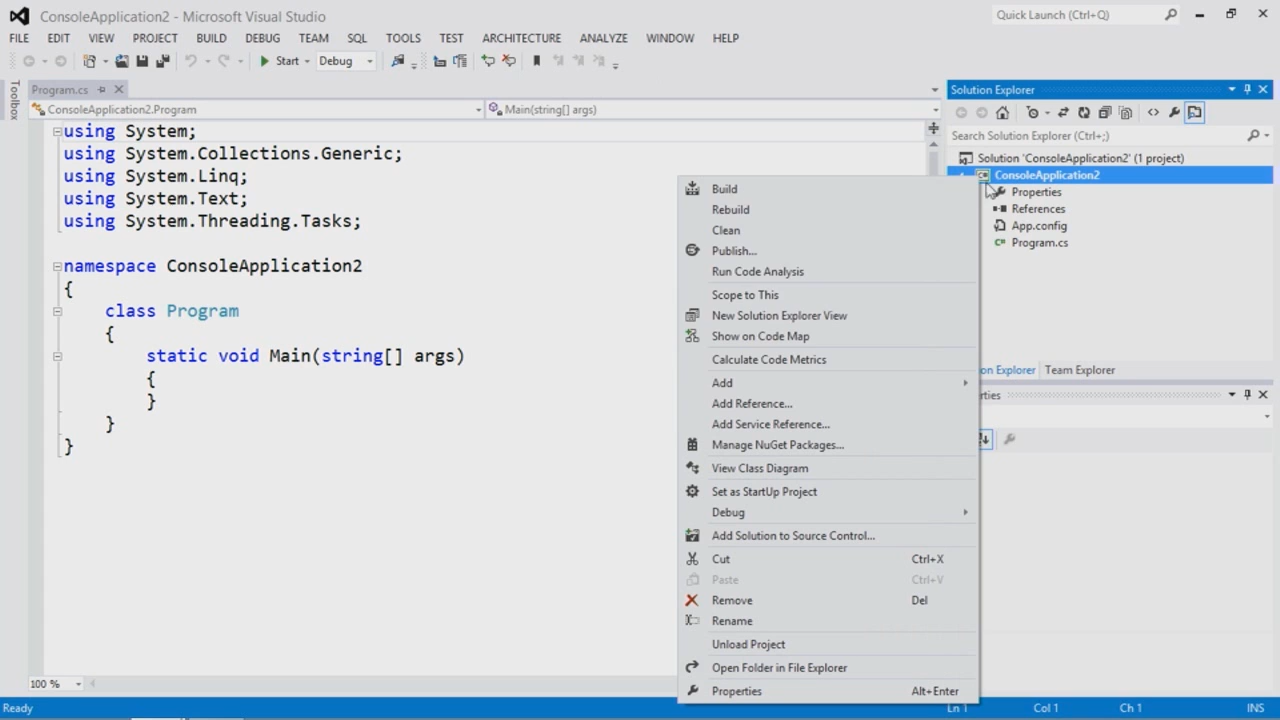 ConsoleApplication2 - Microsoft Visual Studio
Quick Launch (Ctrl+Q)
FILE EDIT VIEW PROJECT BUILD DEBUG TEAM SQL TOOLS TEST ARCHITECTURE ANALYZE WINDOW HELP
Start Debug
Toolbox
Program.cs
ConsoleApplication2.Program
Main(string[] args)
using System;
using System.Collections.Generic;
using System.Linq;
using System.Text;
using System.Threading.Tasks;
namespace ConsoleApplication2
{
class Program
{
static void Main(string[] args)
{
}
}
}
100 %
Build
Rebuild
Clean
Publish...
Run Code Analysis
Scope to This
New Solution Explorer View
Show on Code Map
Calculate Code Metrics
Add
Add Reference...
Add Service Reference...
Manage NuGet Packages...
View Class Diagram
Set as StartUp Project
Debug
Add Solution to Source Control...
Cut Ctrl+X
Paste Ctrl+V
Remove Del
Rename
Unload Project
Open Folder in File Explorer
Properties Alt+Enter
Solution Explorer
Search Solution Explorer (Ctrl+;)
Solution 'ConsoleApplication2' (1 project)
ConsoleApplication2
Properties
References
App.config
C# Program.cs
on Explorer Team Explorer
rties
Ready
Ln 1 Col 1 Ch 1 INS